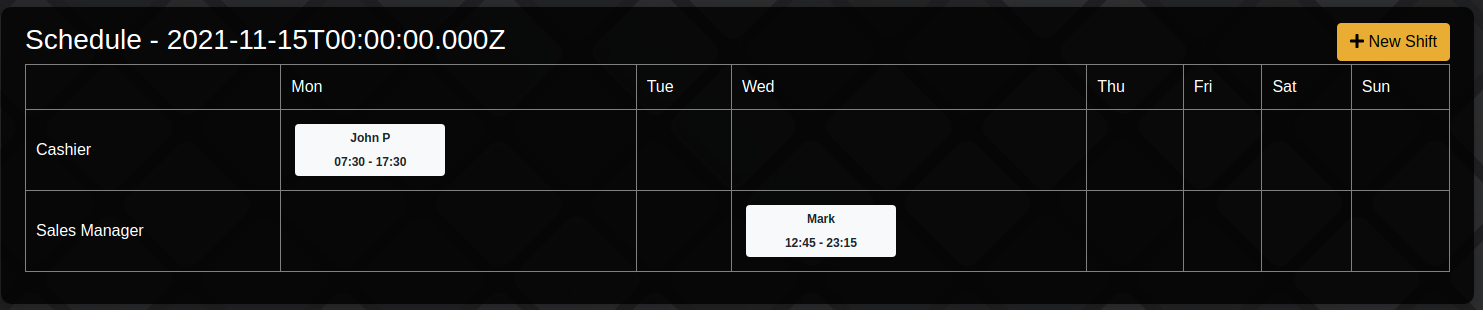 Schedule - 2021-11-15T00:00:00.000Z
New Shift
Mon Tue Wed Thu Fri Sat Sun
Cashier
John P
07:30 - 17:30
Sales Manager
Mark
12:45 - 23:15